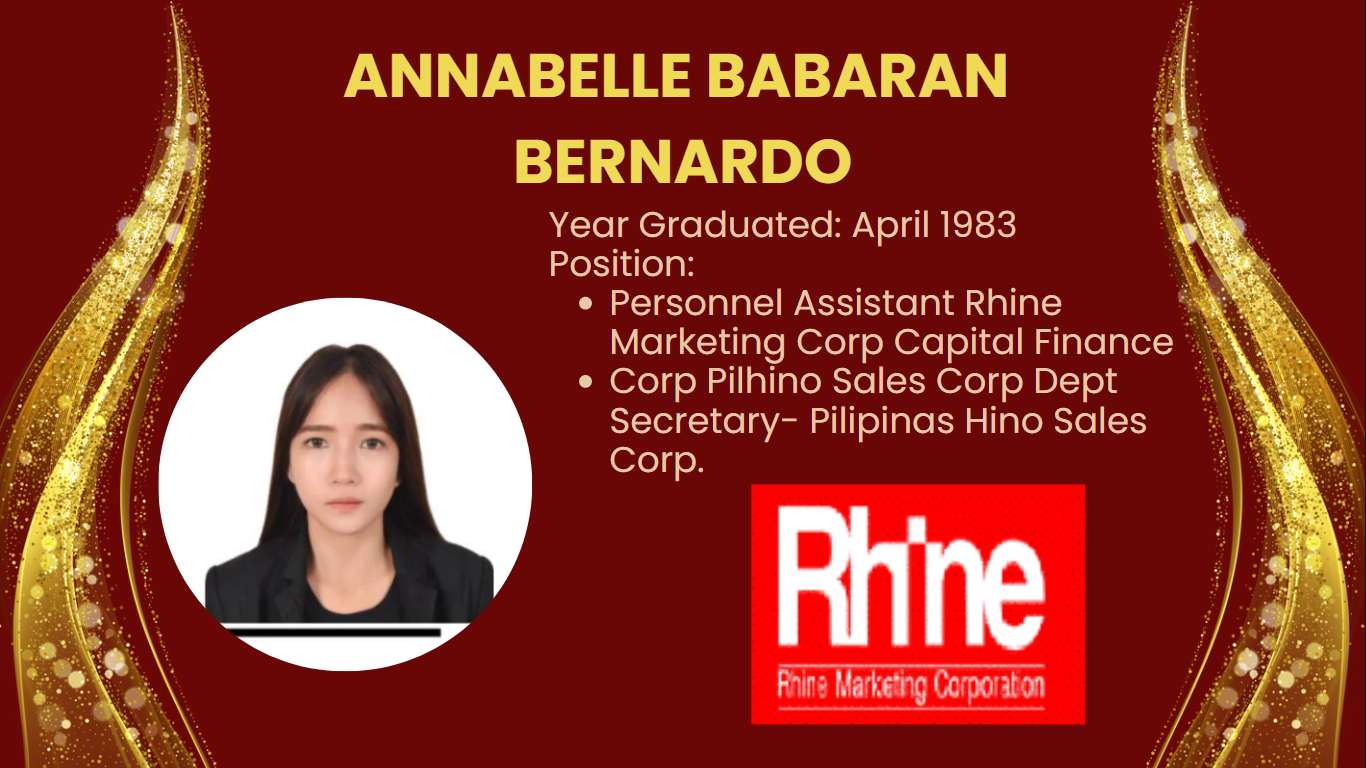 ANNABELLE BABARAN
BERNARDO
Year Graduated: April 1983
Position:
• Personnel Assistant Rhine
Marketing Corp Capital Finance
• Corp Pilhino Sales Corp Dept
Secretary- Pilipinas Hino Sales
Corp.
Rhine
Rhine Marketing Corporation